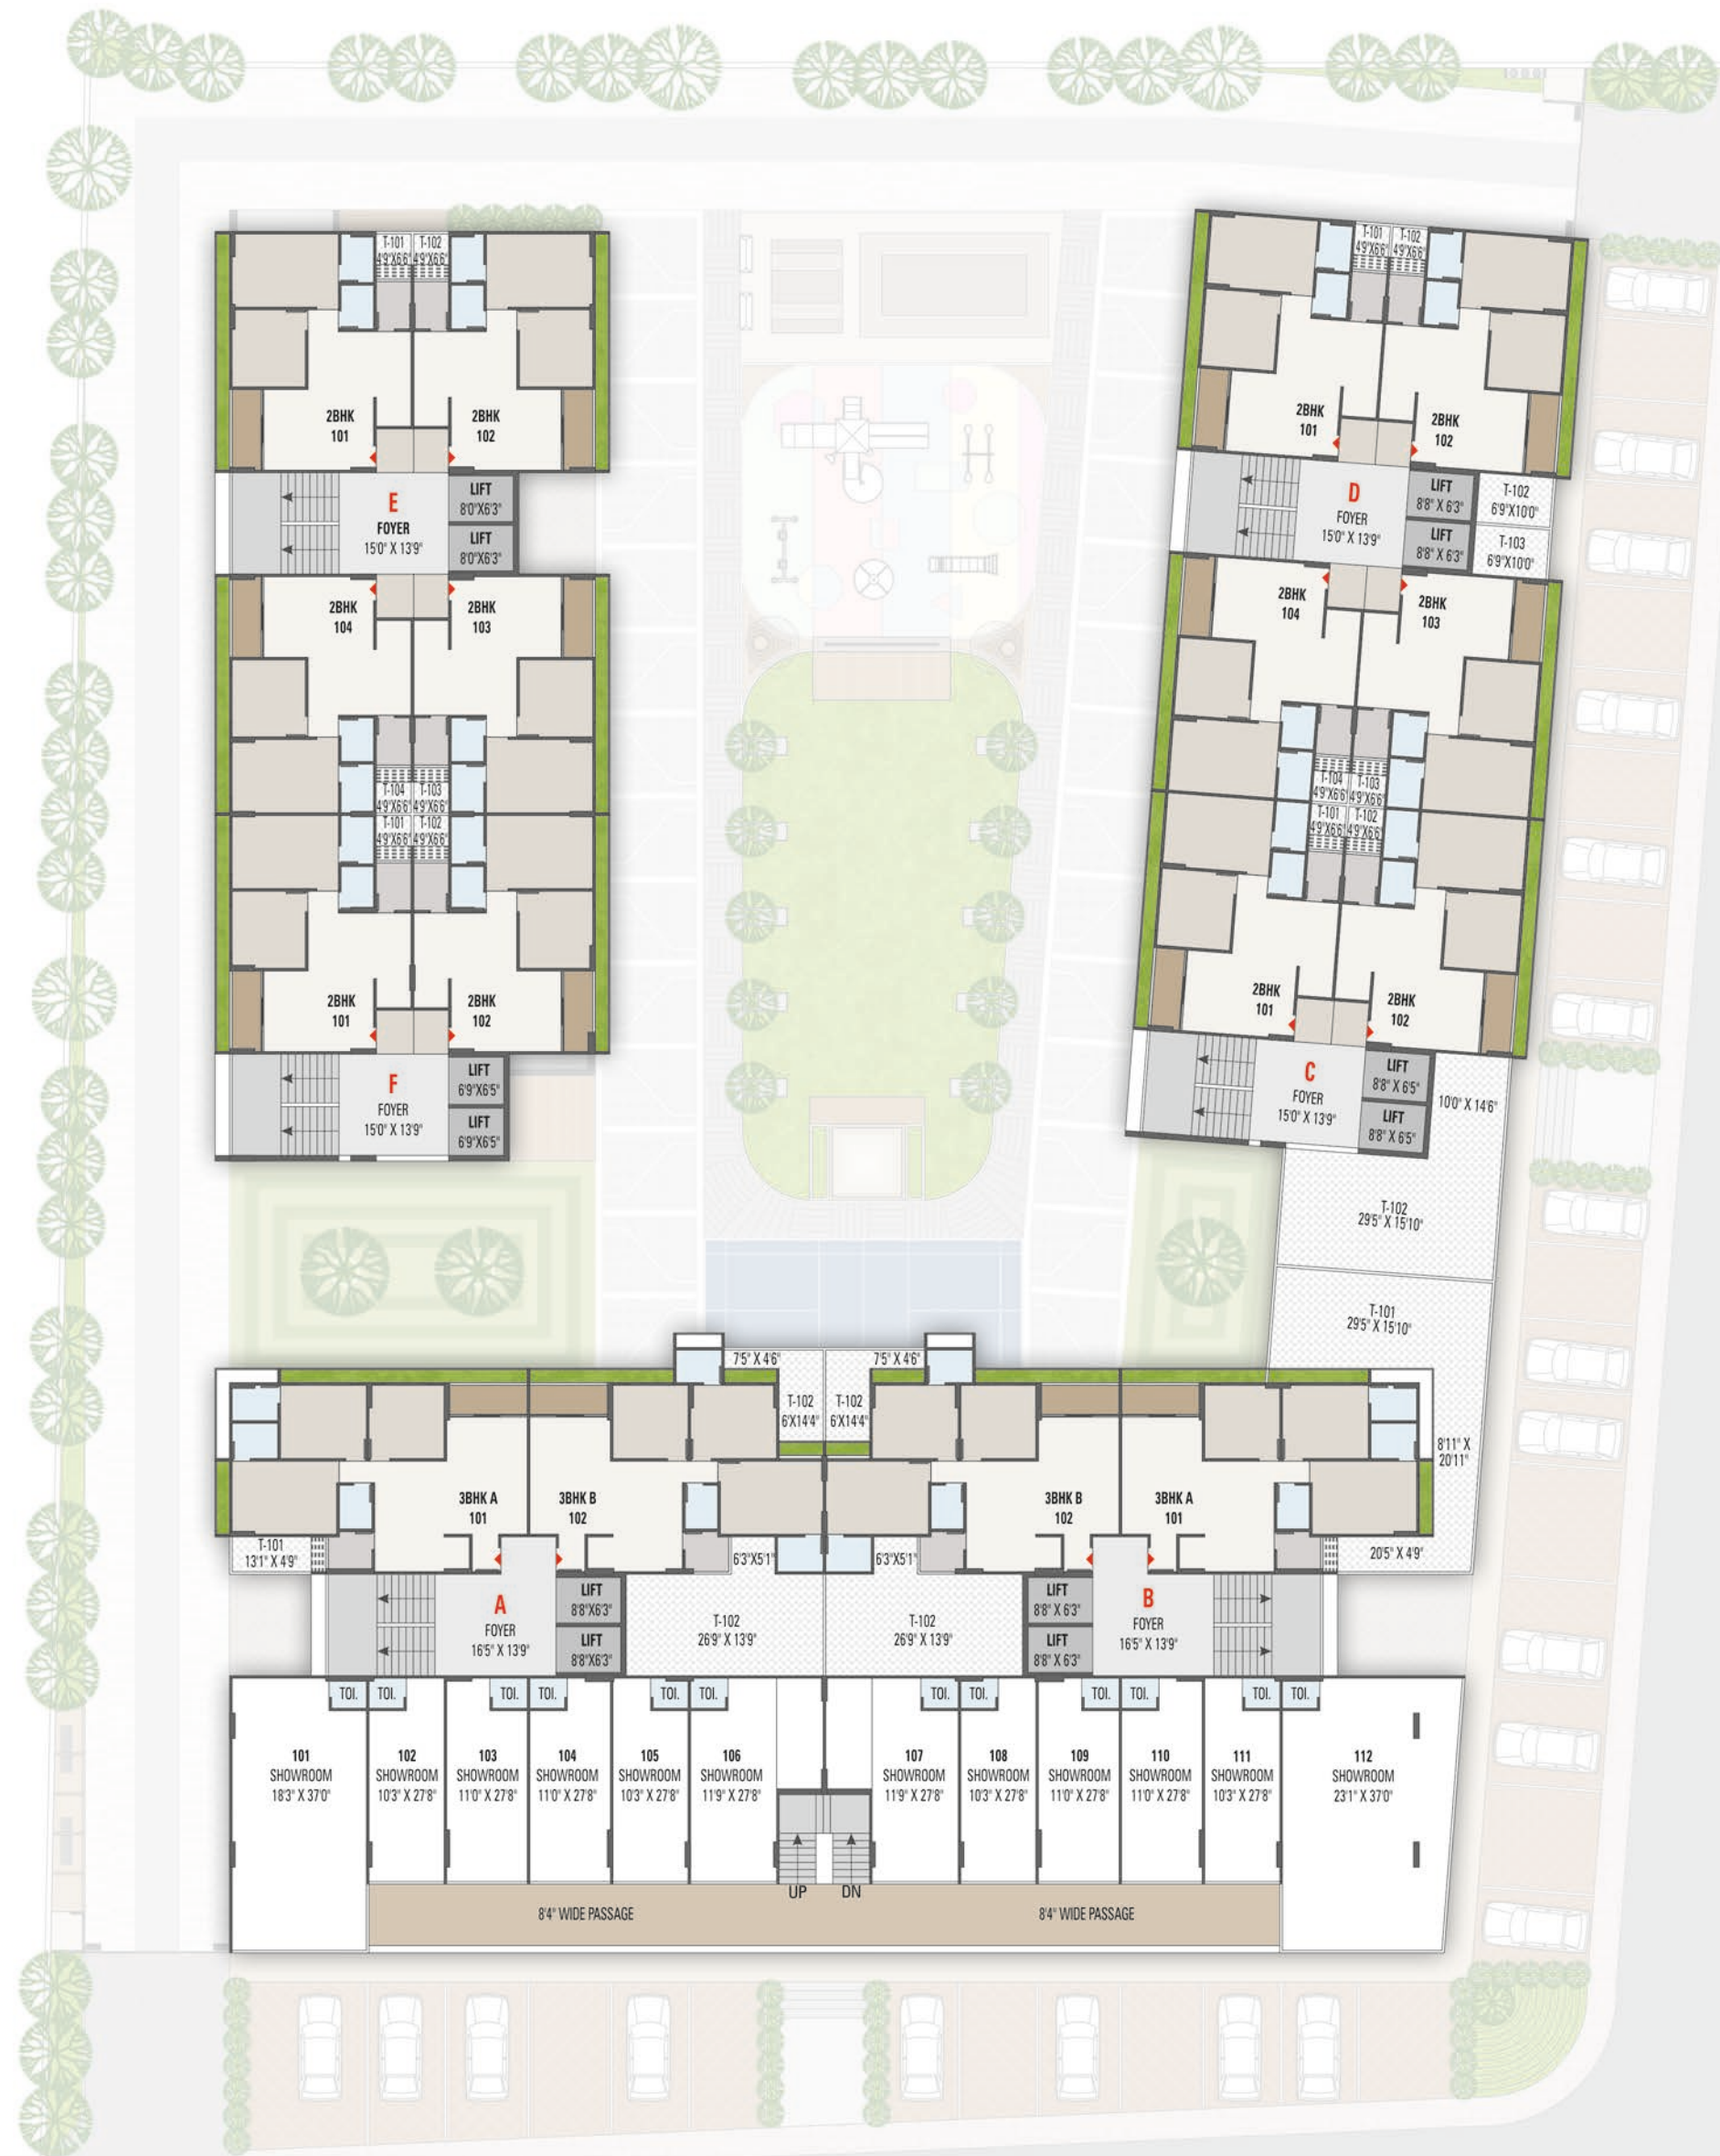 T-101
4'9"X6'6"
T-102
4'9"X6'6"
2BHK
101
2BHK
102
E
FOYER
15'0" X 13'9"
LIFT
8'0"X6'3"
LIFT
8'0"X6'3"
2BHK
104
2BHK
103
T-104
4'9"X6'6"
T-103
4'9"X6'6"
T-101
4'9"X6'6"
T-102
4'9"X6'6"
2BHK
101
2BHK
102
F
FOYER
15'0" X 13'9"
LIFT
6'9"X6'5"
LIFT
6'9"X6'5"
T-101
4'9"X6'6"
T-102
4'9"X6'6"
2BHK
101
2BHK
102
D
FOYER
15'0" X 13'9"
LIFT
8'8" X 6'3"
LIFT
8'8" X 6'3"
T-102
6'9"X10'0"
T-103
6'9"X10'0"
2BHK
104
2BHK
103
T-104
4'9"X6'6"
T-103
4'9"X6'6"
T-101
4'9"X6'6"
T-102
4'9"X6'6"
2BHK
101
2BHK
102
C
FOYER
15'0" X 13'9"
LIFT
8'8" X 6'5"
LIFT
8'8" X 6'5"
10'0" X 14'6"
T-102
29'5" X 15'10"
T-101
29'5" X 15'10"
7'5" X 4'6"
7'5" X 4'6"
T-102
6'X14'4"
T-102
6'X14'4"
8'11" X
20'11"
3BHK A
101
3BHK B
102
3BHK B
102
3BHK A
101
T-101
13'1" X 4'9"
6'3"X5'1"
6'3"X5'1"
20'5" X 4'9"
A
FOYER
16'5" X 13'9"
LIFT
8'8"X6'3"
LIFT
8'8"X6'3"
T-102
26'9" X 13'9"
T-102
26'9" X 13'9"
LIFT
8'8" X 6'3"
LIFT
8'8" X 6'3"
B
FOYER
16'5" X 13'9"
TOI.
TOI.
TOI.
TOI.
TOI.
TOI.
TOI.
TOI.
TOI.
TOI.
TOI.
TOI.
101
SHOWROOM
18'3" X 37'0"
102
SHOWROOM
10'3" X 27'8"
103
SHOWROOM
11'0" X 27'8"
104
SHOWROOM
11'0" X 27'8"
105
SHOWROOM
10'3" X 27'8"
106
SHOWROOM
11'9" X 27'8"
107
SHOWROOM
11'9" X 27'8"
108
SHOWROOM
10'3" X 27'8"
109
SHOWROOM
11'0" X 27'8"
110
SHOWROOM
11'0" X 27'8"
111
SHOWROOM
10'3" X 27'8"
112
SHOWROOM
23'1" X 37'0"
UP
DN
8'4" WIDE PASSAGE
8'4" WIDE PASSAGE